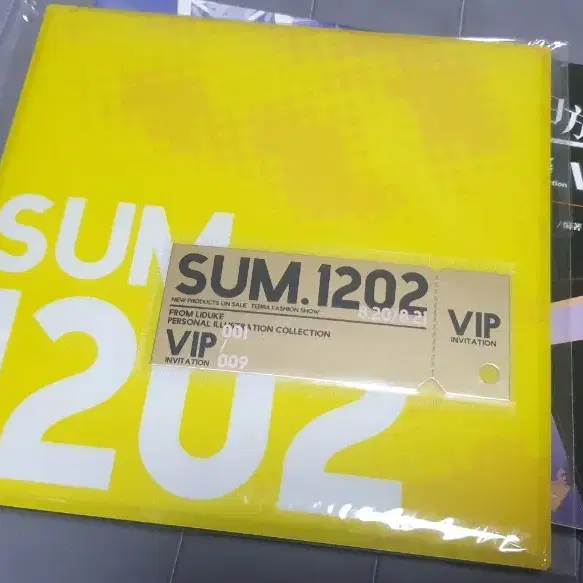 SUM.
1202
SUM.1202
8.20/8.21
NEW PRODUCTS ON SALE TERRA FASHION SHOW
FROM LIDUKE
PERSONAL ILLUSTRATION COLLECTION
VIP
INVITATION
001
009
VIP
INVITATION